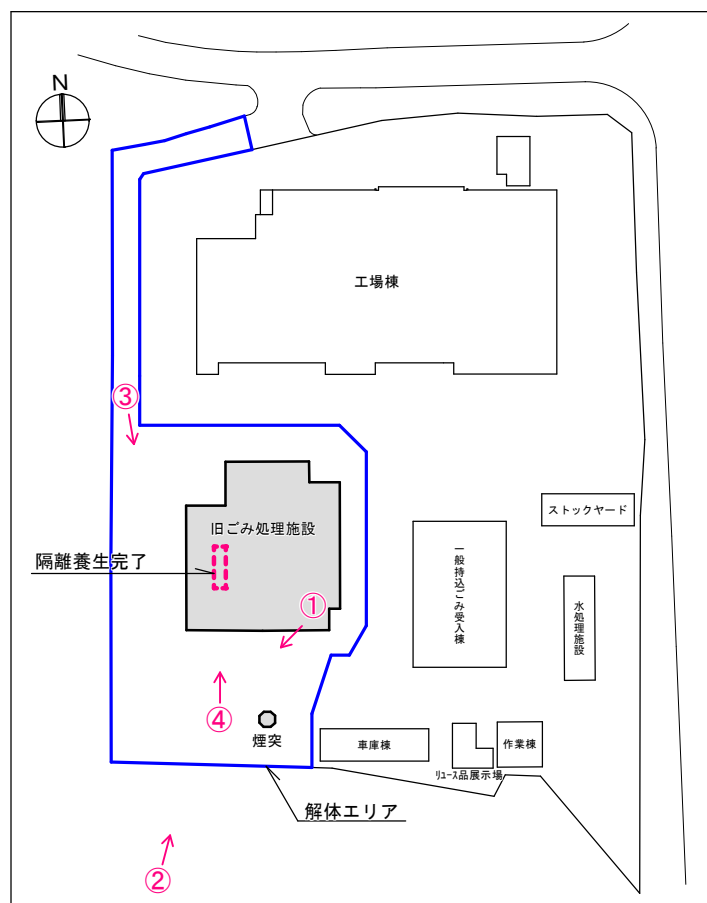 N
工場棟
③
ストックヤード
旧ごみ処理施設
一般持込ごみ受入棟
隔離養生完了
①
水処理施設
④
煙突
車庫棟
作業棟
ﾘﾕｰｽ品展示場
解体エリア
②